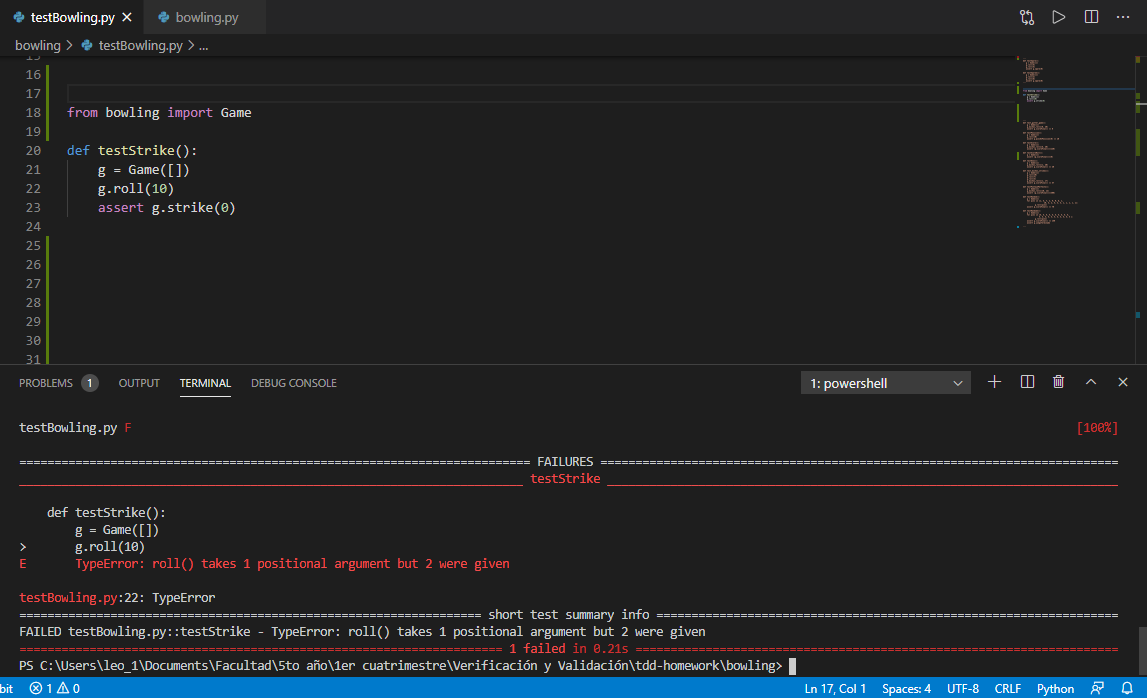 testBowling.py
bowling.py
bowling > testBowling.py > ...
15
16
17
18 from bowling import Game
19
20 def testStrike():
21 g = Game([])
22 g.roll(10)
23 assert g.strike(0)
24
25
26
27
28
29
30
31
PROBLEMS 1 OUTPUT TERMINAL DEBUG CONSOLE 1: powershell
testBowling.py F [100%]
================================ FAILURES ================================
________________________________ testStrike ________________________________
def testStrike():
g = Game([])
> g.roll(10)
E TypeError: roll() takes 1 positional argument but 2 were given
testBowling.py:22: TypeError
================================ short test summary info ================================
FAILED testBowling.py::testStrike - TypeError: roll() takes 1 positional argument but 2 were given
================================ 1 failed in 0.21s ================================
PS C:\Users\leo_1\Documents\Facultad\5to año\1er cuatrimestre\Verificación y Validación\tdd-homework\bowling>
bit 1 0 Ln 17, Col 1 Spaces: 4 UTF-8 CRLF Python